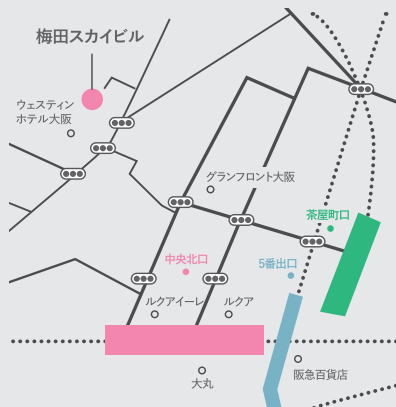 梅田スカイビル
ウェスティン
ホテル大阪
グランフロント大阪
茶屋町口
中央北口
5番出口
ルクアイーレ
ルクア
大丸
阪急百貨店